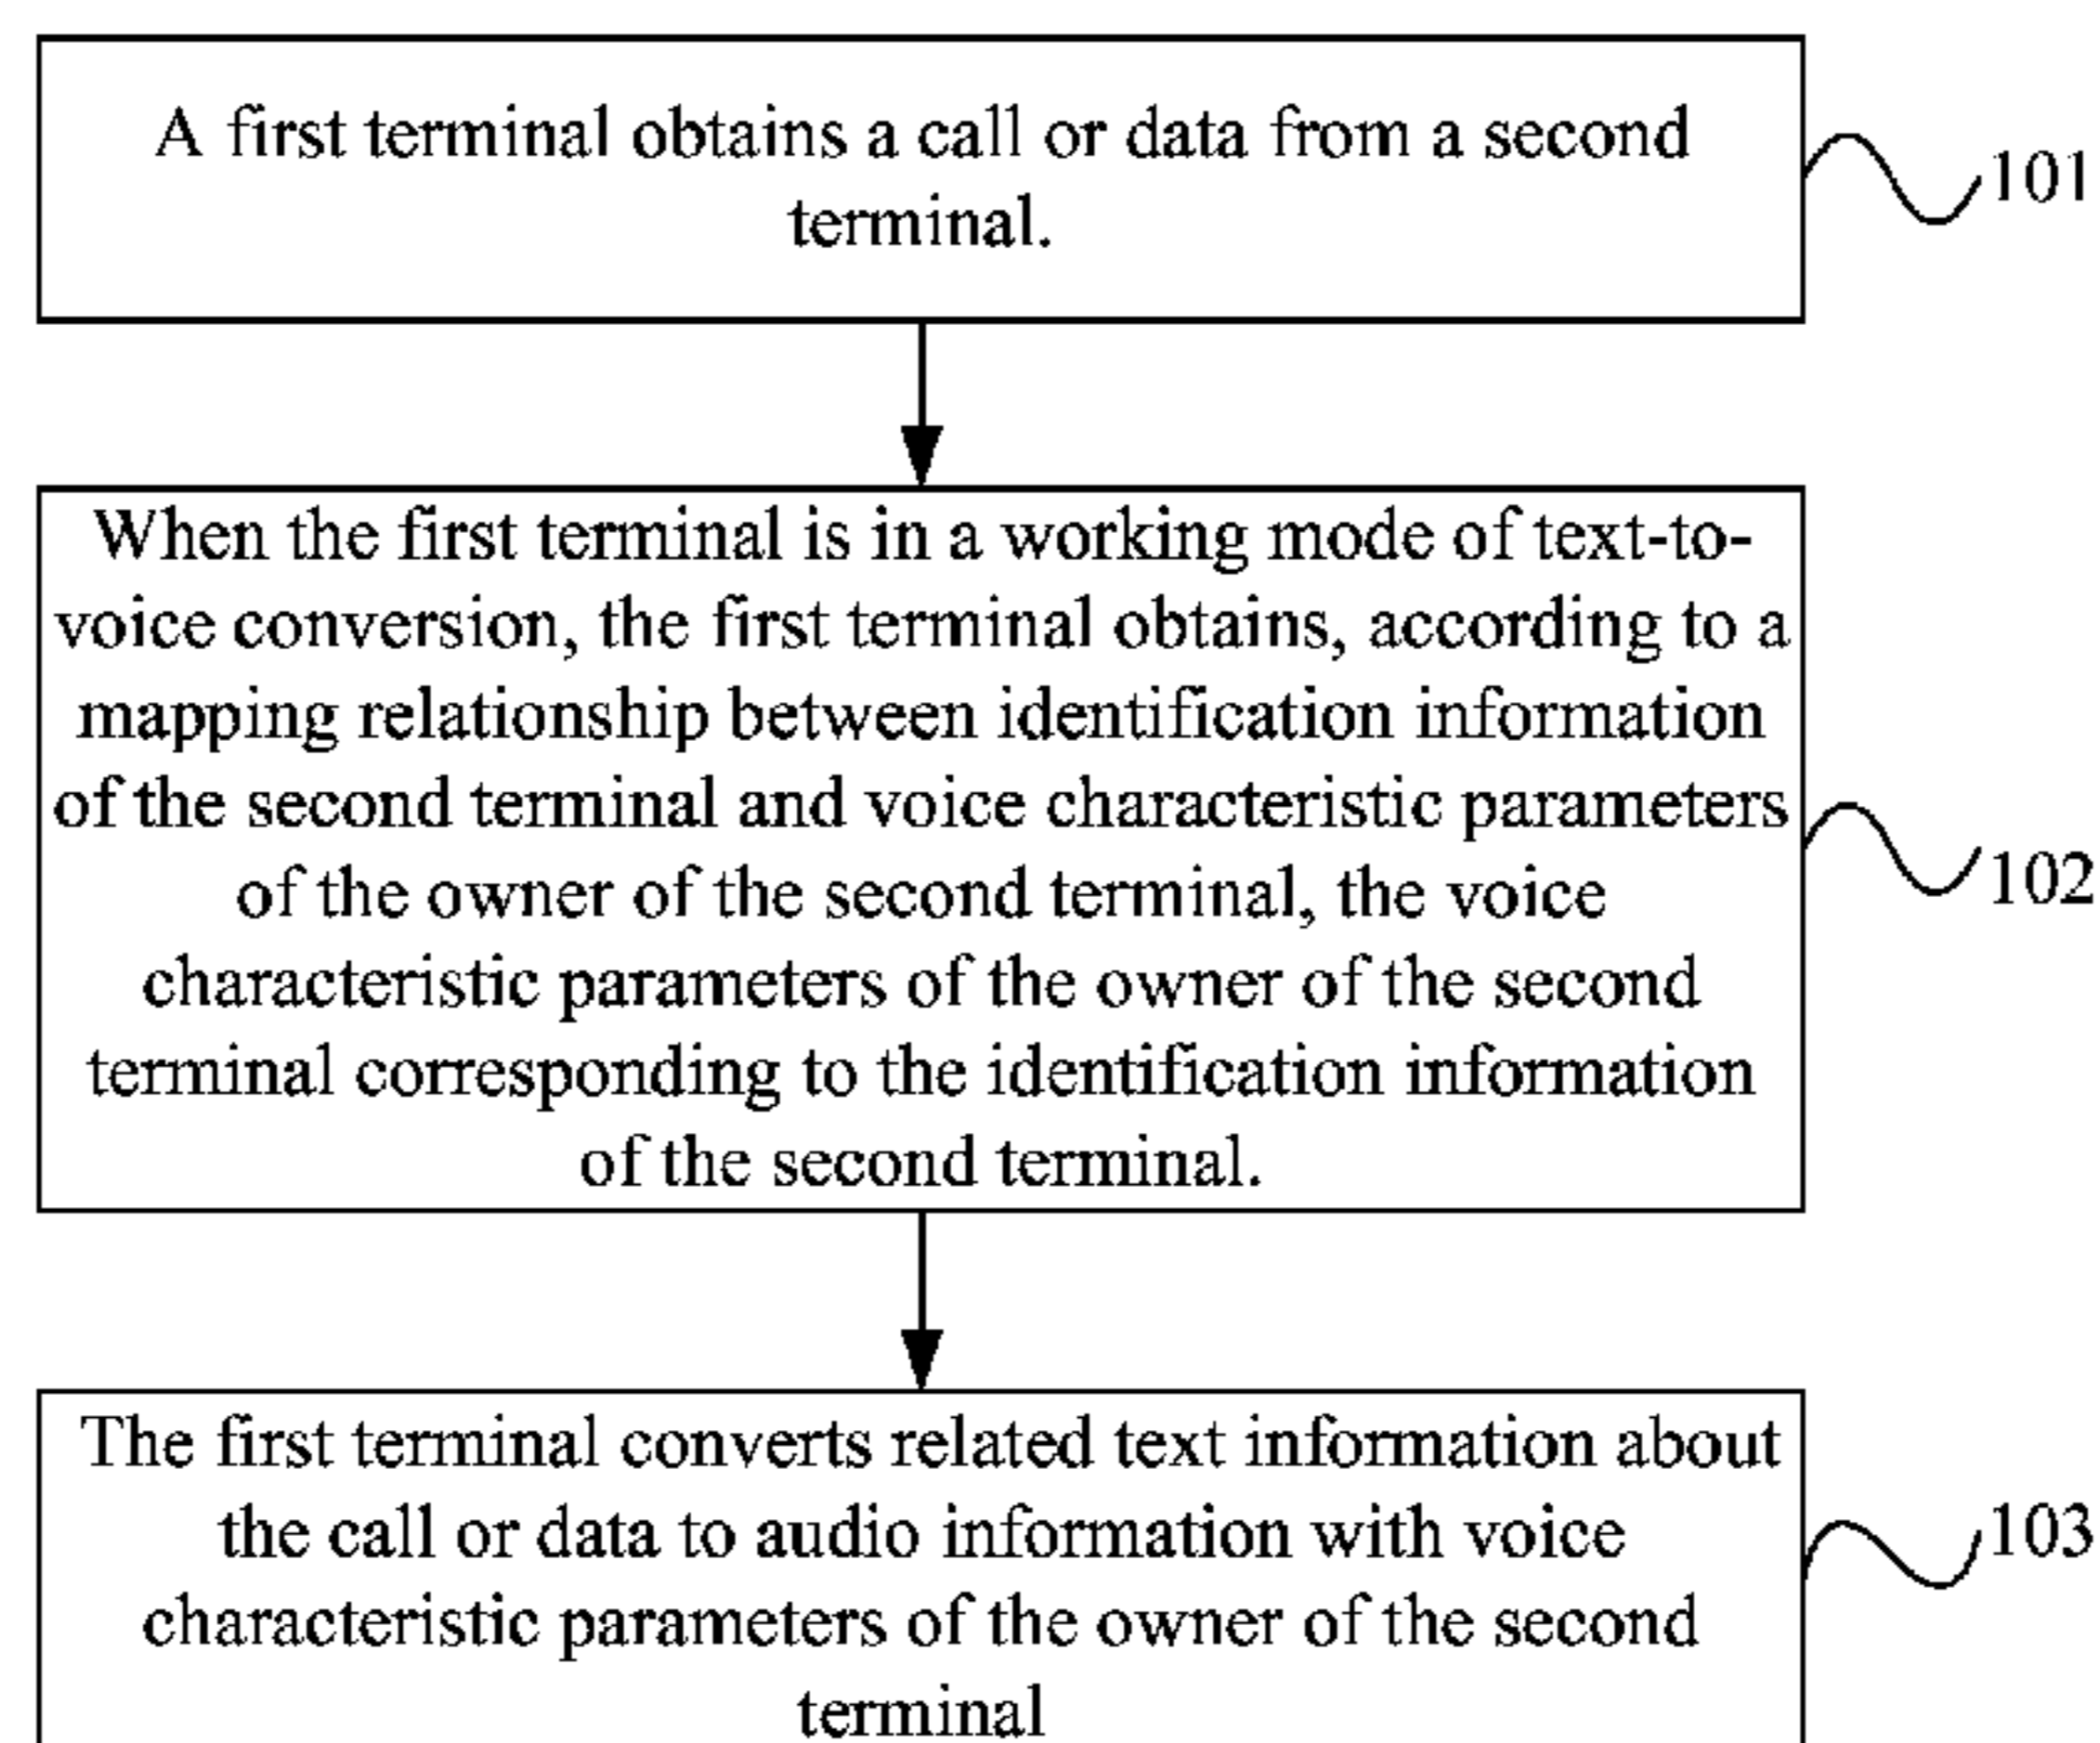 A first terminal obtains a call or data from a second
terminal.
101
When the first terminal is in a working mode of text-to-
voice conversion, the first terminal obtains, according to a
mapping relationship between identification information
of the second terminal and voice characteristic parameters
of the owner of the second terminal, the voice
characteristic parameters of the owner of the second
terminal corresponding to the identification information
of the second terminal.
102
The first terminal converts related text information about
the call or data to audio information with voice
characteristic parameters of the owner of the second
terminal
103